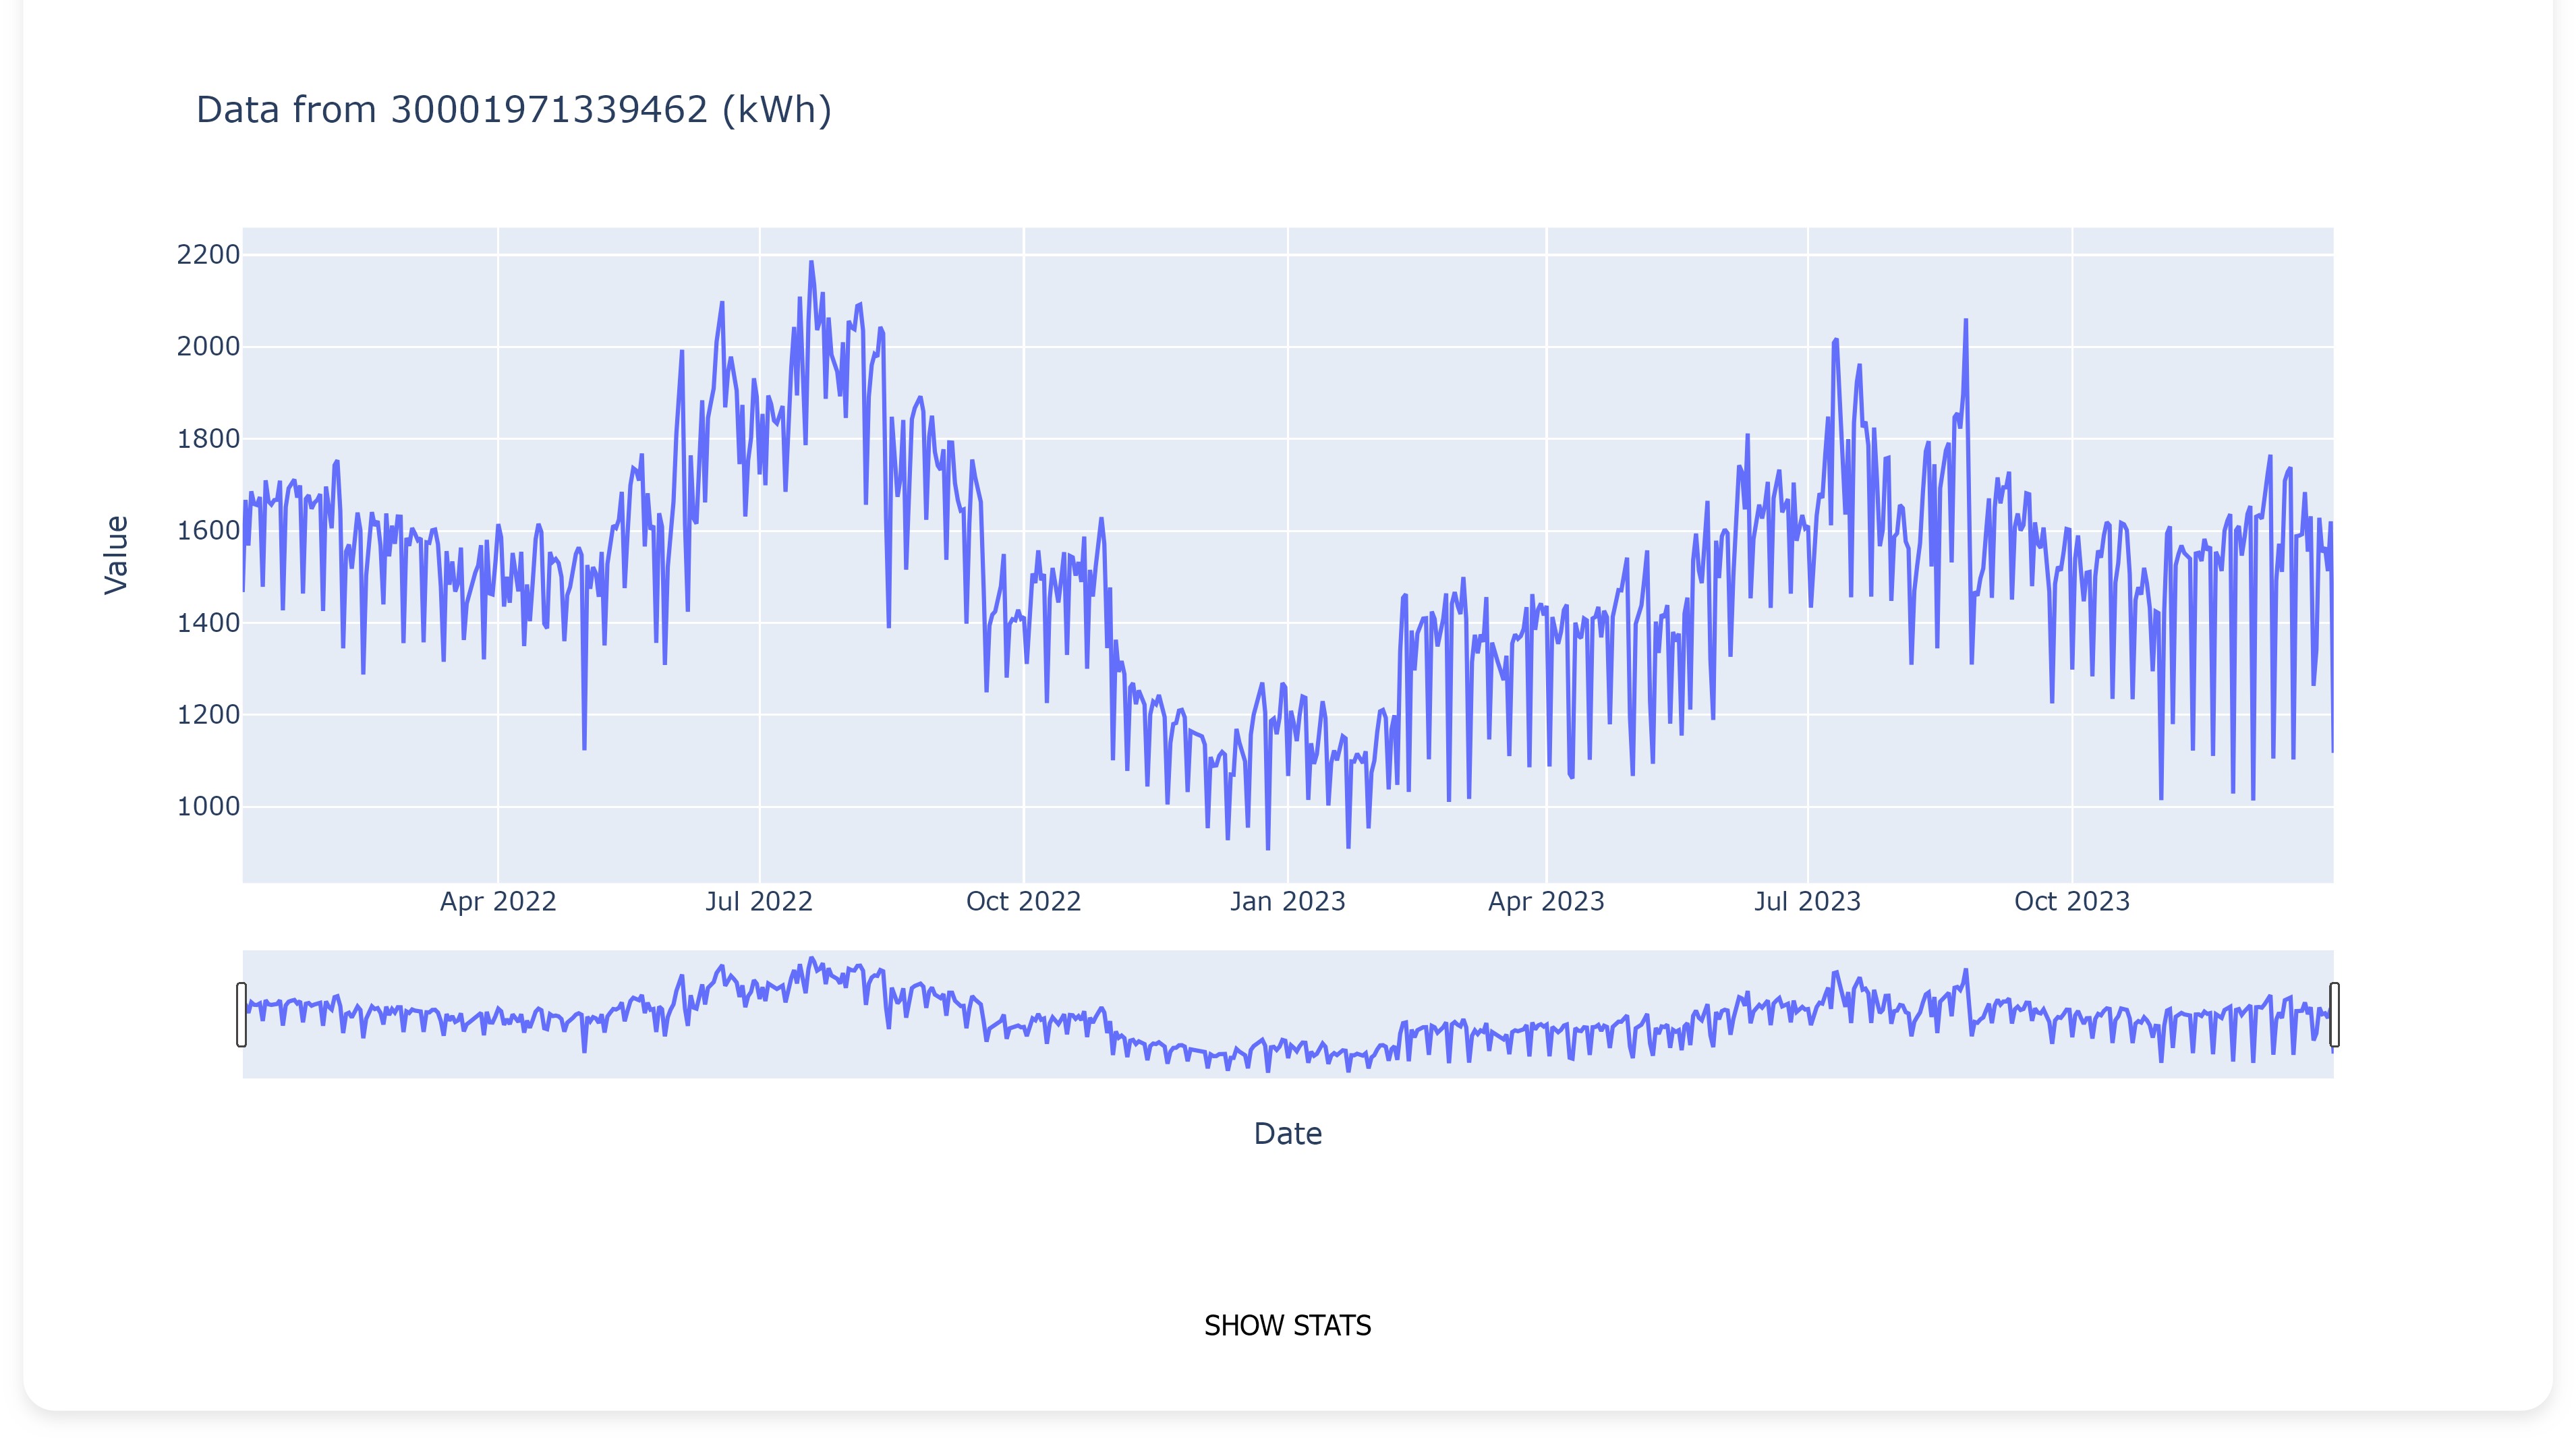 Data from 30001971339462 (kWh)
2200
2000
1800
1600
1400
1200
1000
Value
Apr 2022
Jul 2022
Oct 2022
Jan 2023
Apr 2023
Jul 2023
Oct 2023
Date
SHOW STATS